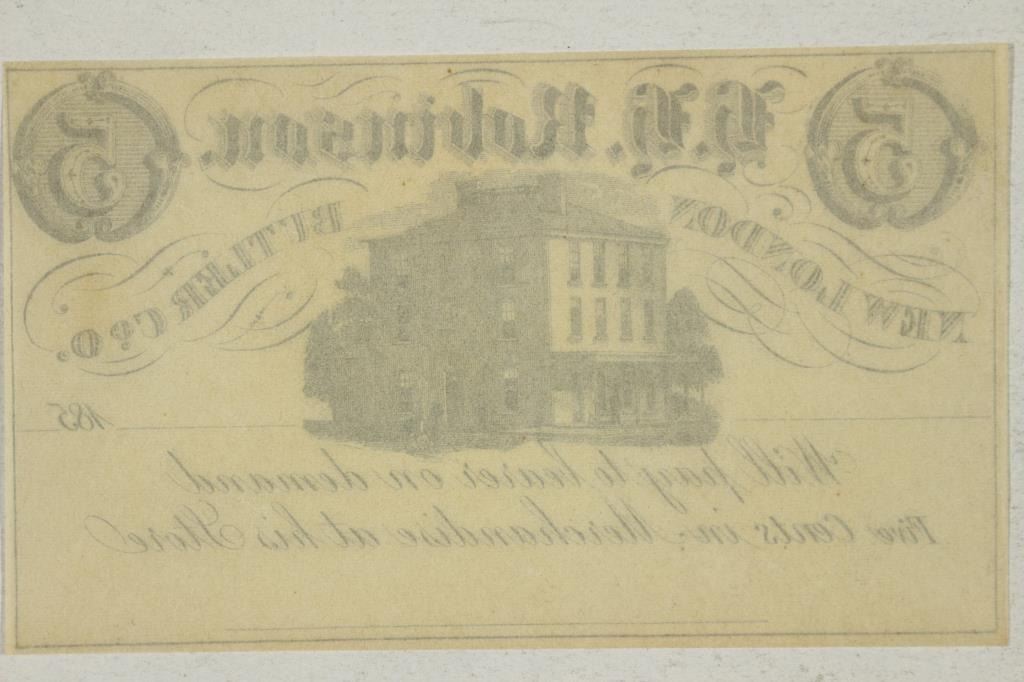 5 H.H. Robinson. 5
NEW LONDON BUTLER Co. O.
185
Will pay to bearer on demand
Five Cents in Merchandise at his Store